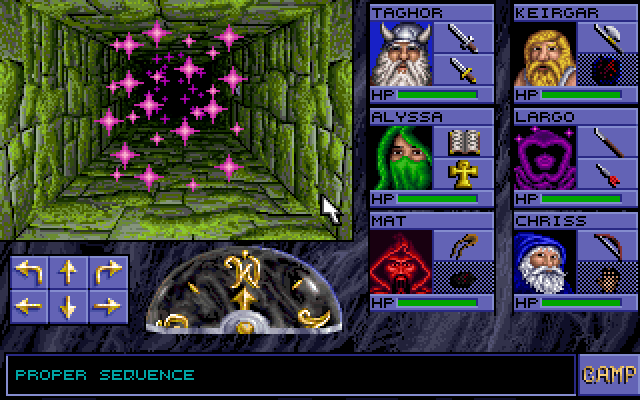 TAGHOR
KEIRGAR
HP
HP
ALYSSA
LARGO
HP
HP
MAT
CHRISS
HP
HP
N
PROPER SEQUENCE
CAMP